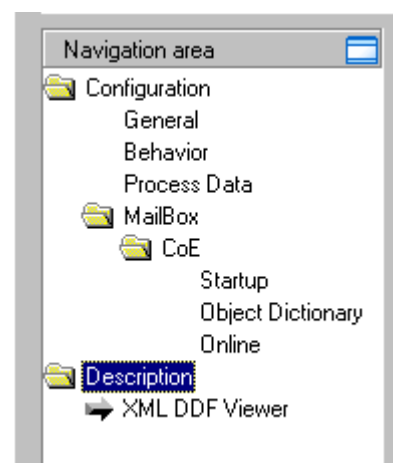 Navigation area
Configuration
General
Behavior
Process Data
MailBox
CoE
Startup
Object Dictionary
Online
Description
XML DDF Viewer